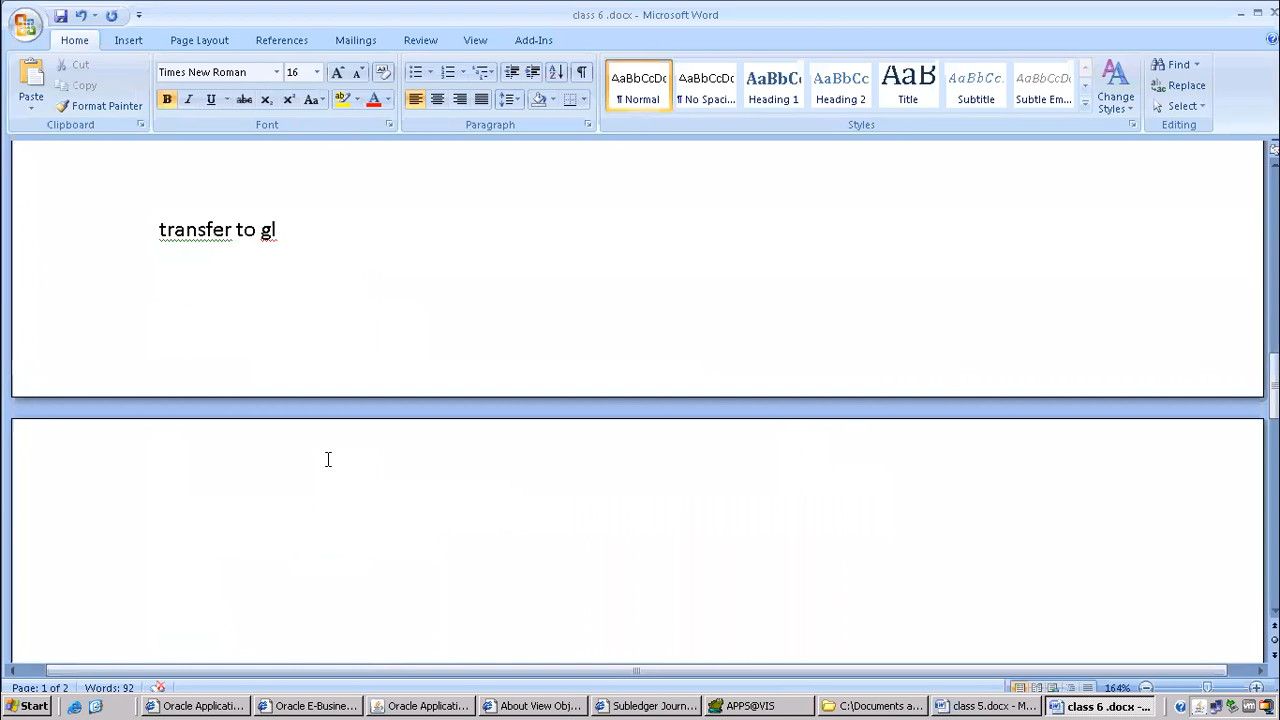 class 6 .docx - Microsoft Word
Home Insert Page Layout References Mailings Review View Add-Ins
Paste
Cut
Copy
Format Painter
Clipboard
Times New Roman 16
B I U abc X₂ X² Aa
Font
Paragraph
AaBbCcDc AaBbCcDc AaBbCc AaBbCc AaB AaBbCc. AaBbCcDc
¶ Normal ¶ No Spaci... Heading 1 Heading 2 Title Subtitle Subtle Em...
Change Styles
Styles
Find
Replace
Select
Editing
transfer to gl
Page: 1 of 2 Words: 92 164%
Start Oracle Applicati... Oracle E-Busine... Oracle Applicati... About View Obj... Subledger Journ... APPS@VIS C:\Documents a... class 5.docx - M... class 6 .docx -...